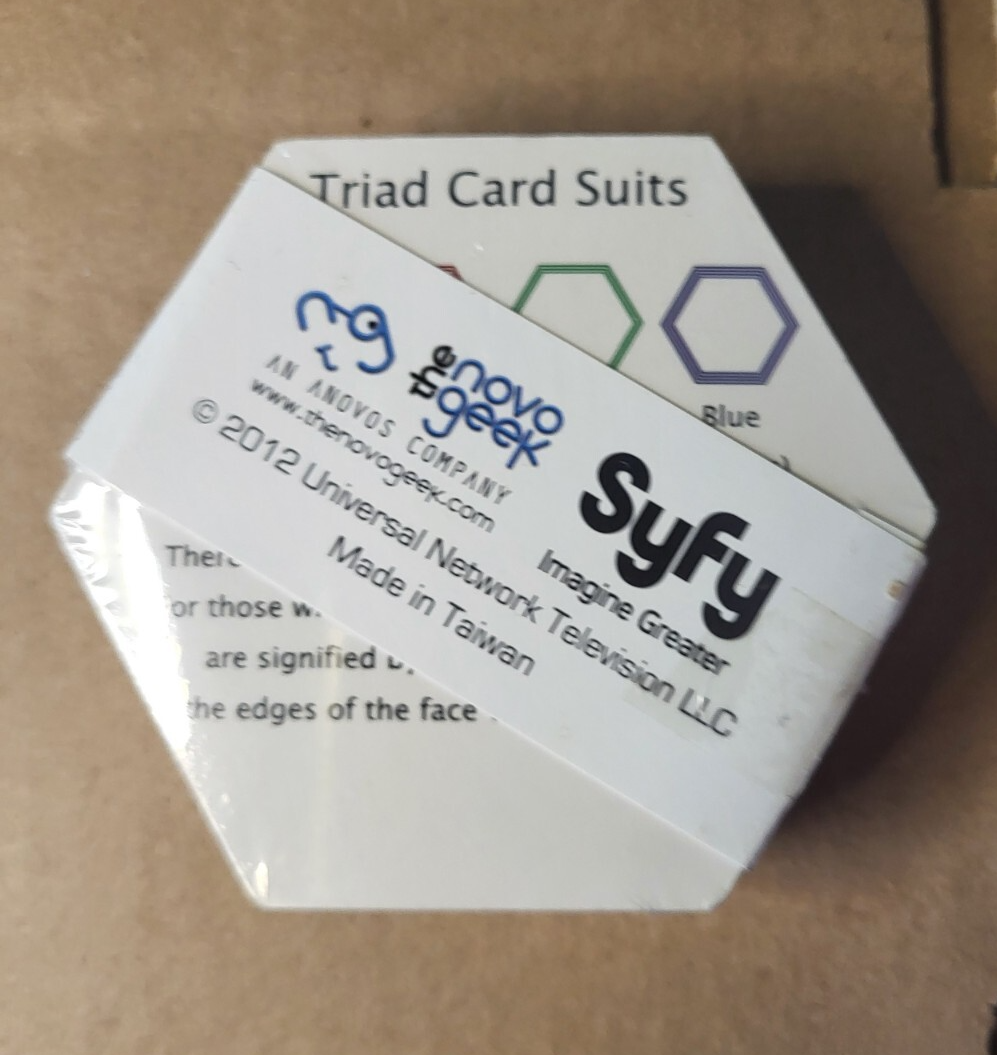 Triad Card Suits
Blue
ng
the novo geek
AN ANOVOS COMPANY
www.thenovogeek.com
© 2012 Universal Network Television LLC
Made in Taiwan
Syfy
Imagine Greater
or those
are signified
the edges of the face